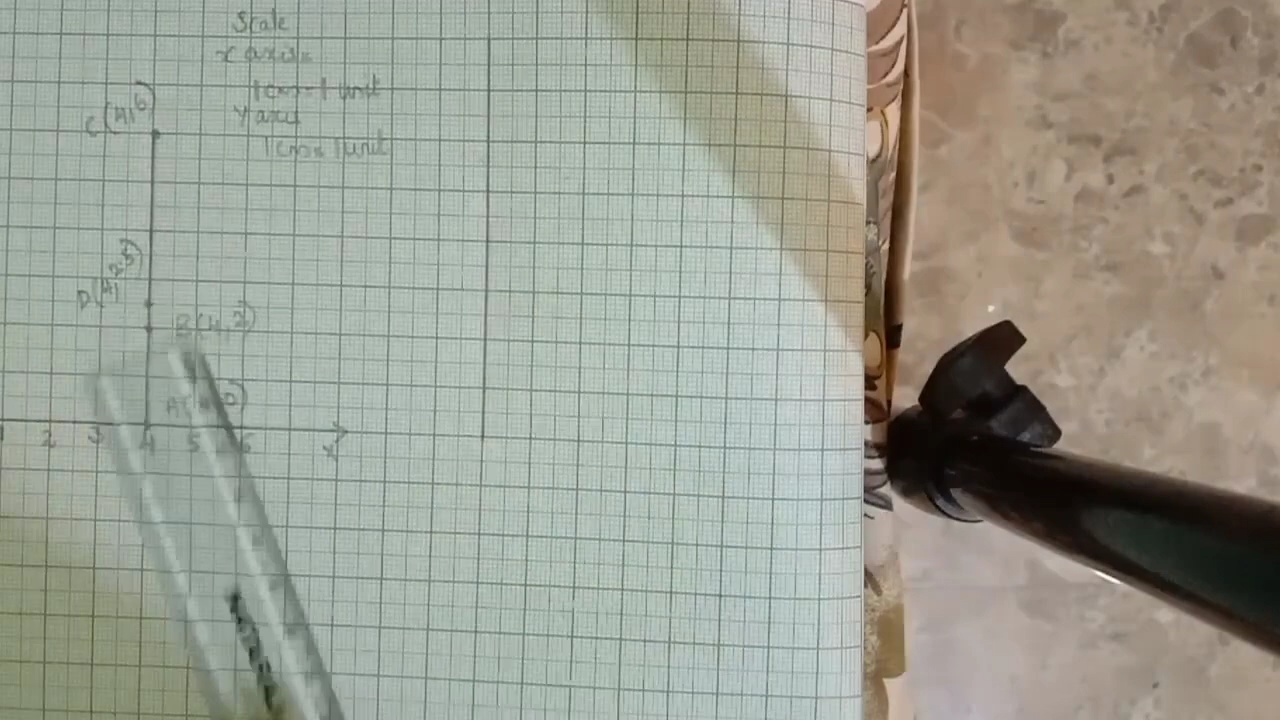 Scale
x axis
1cm = 1 unit
Y axis
1cm = 1unit
C(4,6)
D(4,2.5)
B(4,2)
A(4,0)
1 2 3 4 5 6 x